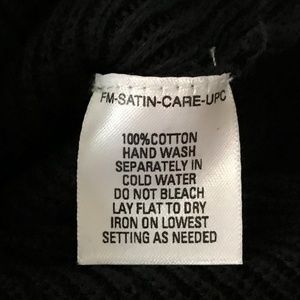 FM-SATIN-CARE-UPC
100%COTTON
HAND WASH
SEPARATELY IN
COLD WATER
DO NOT BLEACH
LAY FLAT TO DRY
IRON ON LOWEST
SETTING AS NEEDED